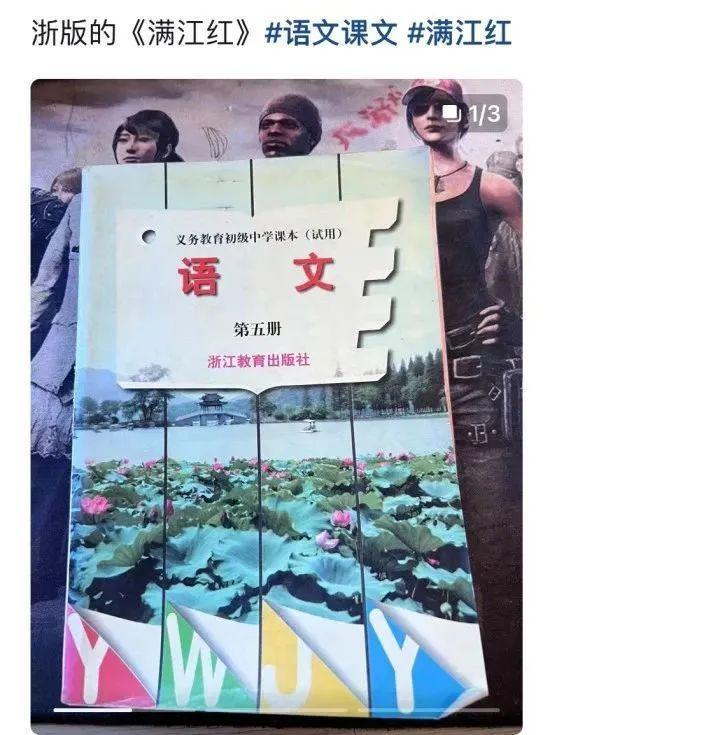 浙版的《满江红》#语文课文 #满江红
1/3
义务教育初级中学课本（试用）
语 文
第五册
浙江教育出版社
Y W J Y